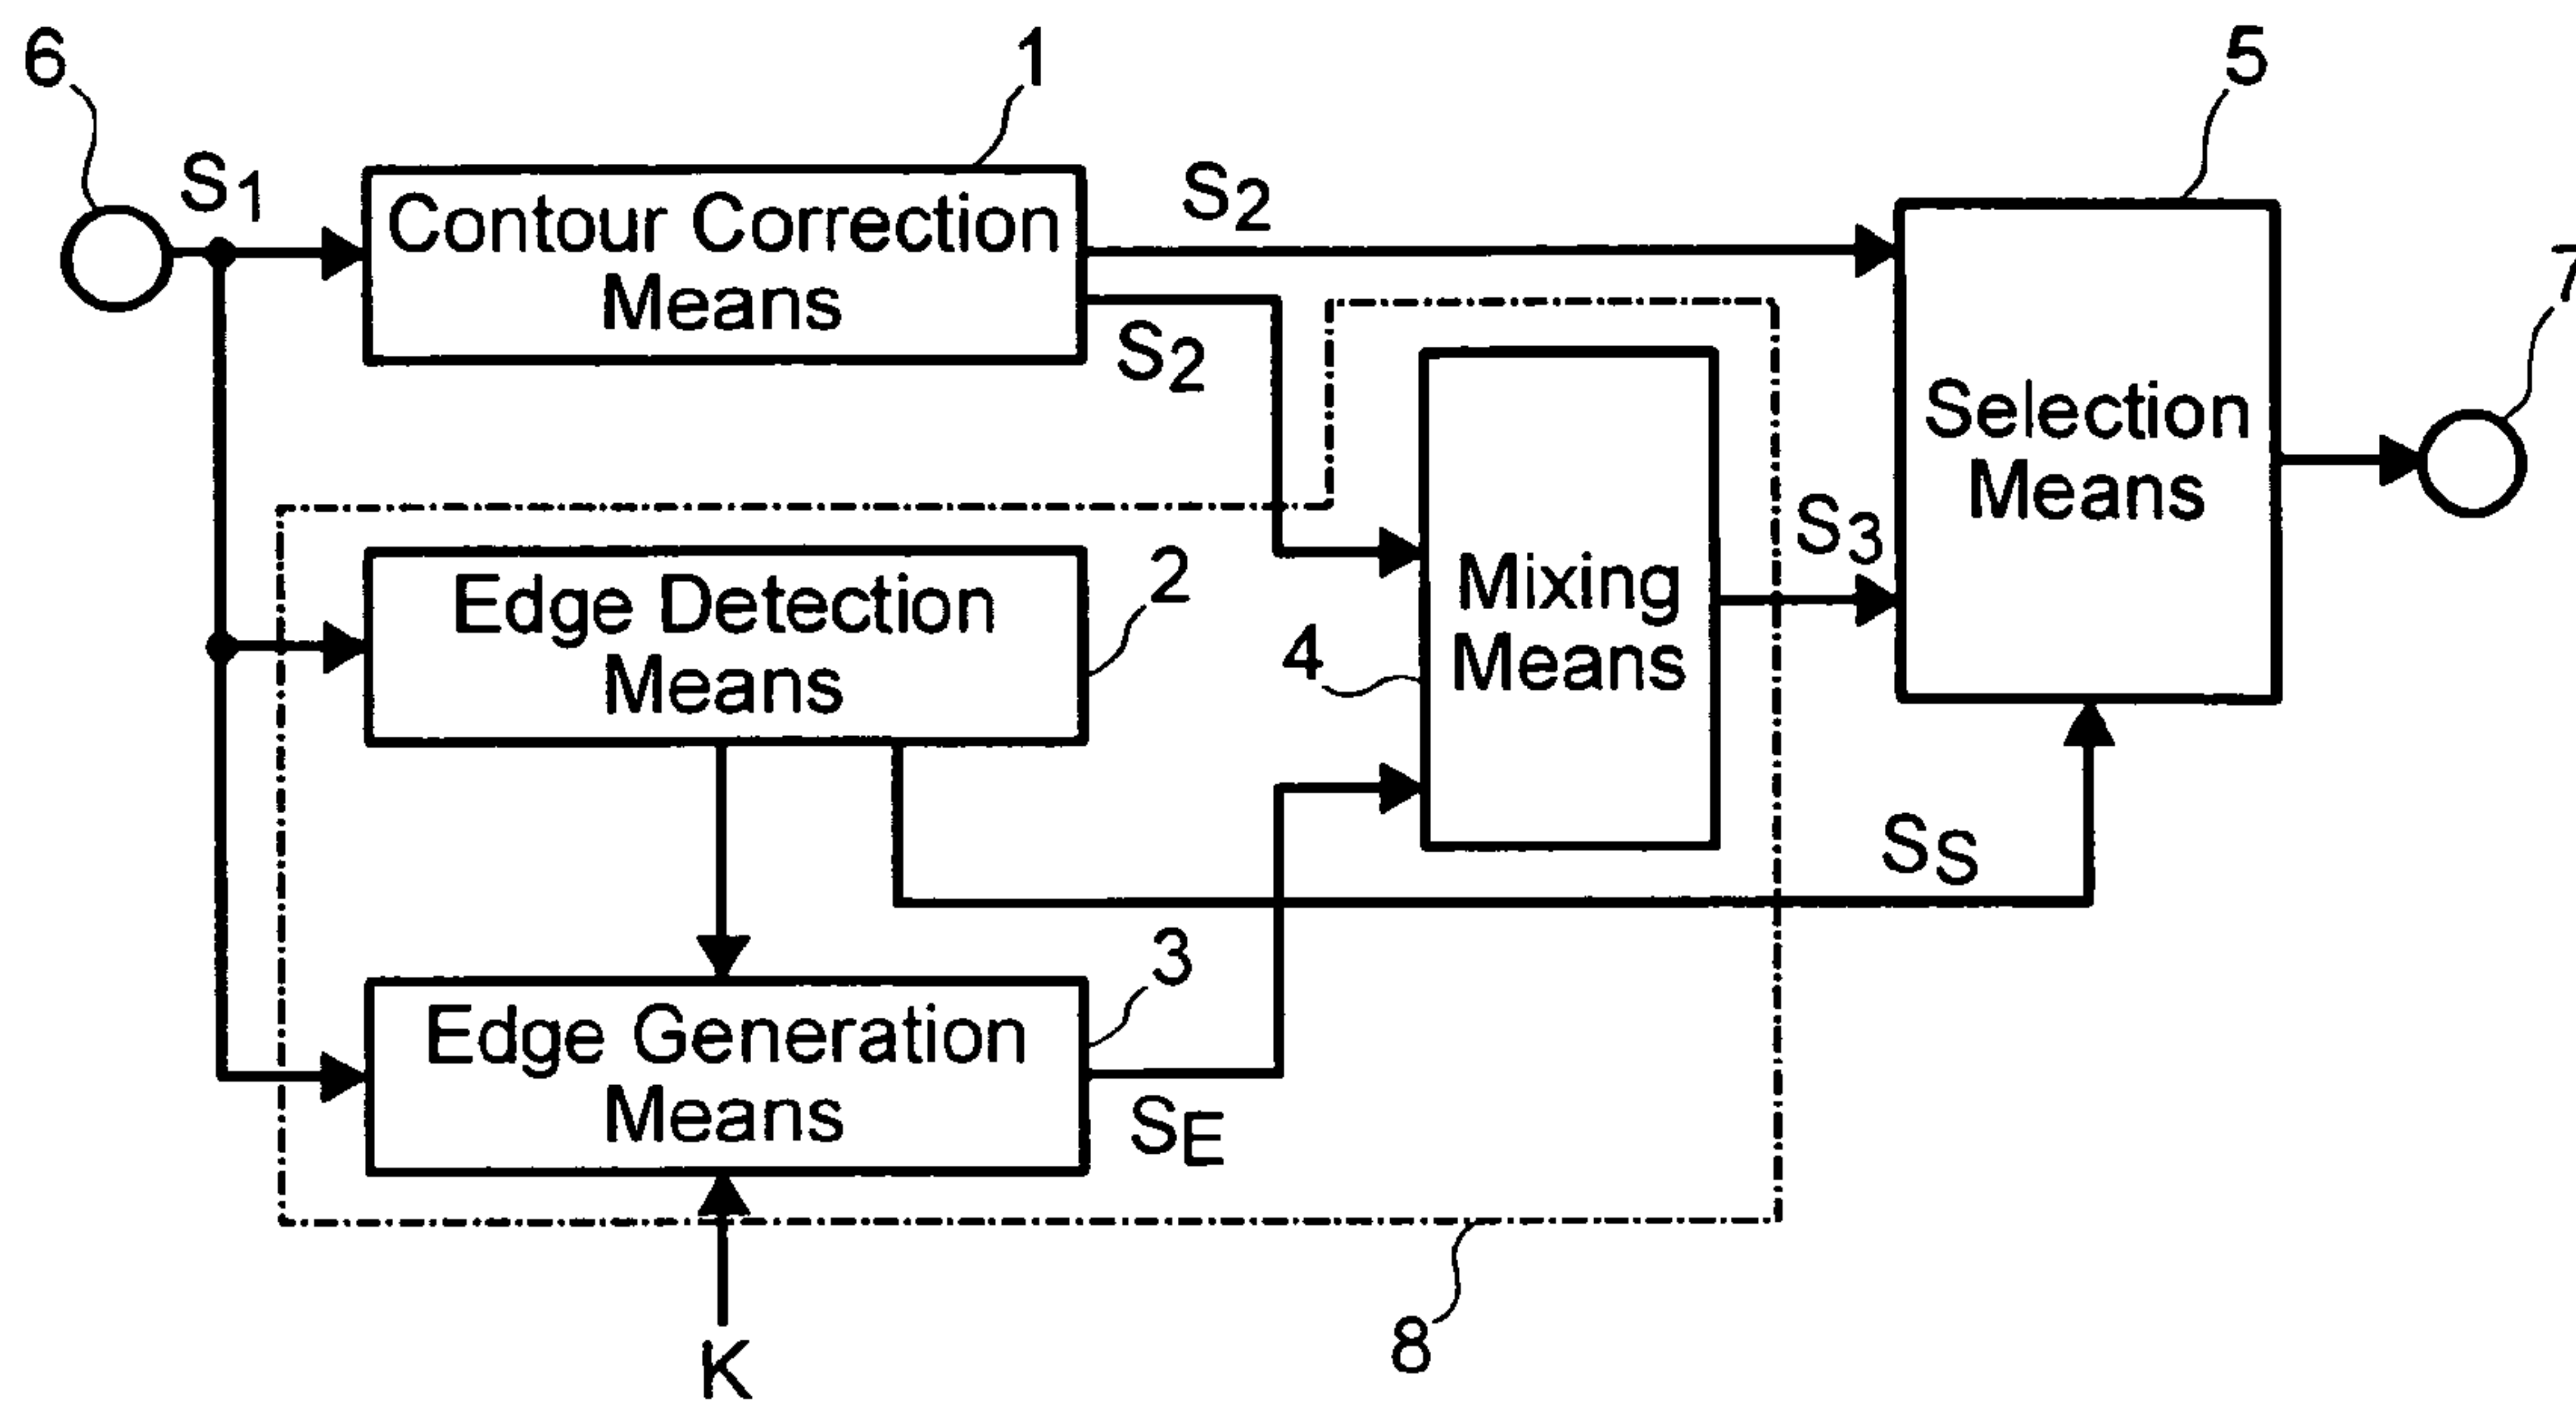 6
1
5
S1
Contour Correction
Means
S2
S2
7
Selection
Means
Edge Detection
Means
2
4
Mixing
Means
S3
SS
3
Edge Generation
Means
SE
K
8